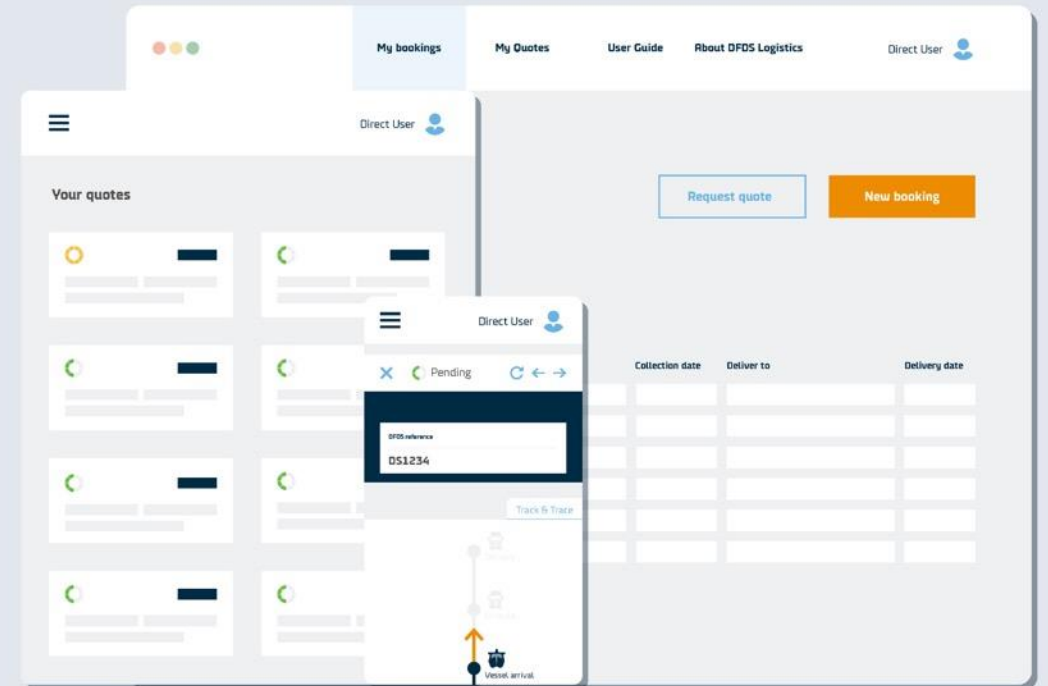 My bookings
My Quotes
User Guide
About DFDS Logistics
Direct User
Direct User
Your quotes
Request quote
New booking
Direct User
Pending
Collection date
Deliver to
Delivery date
DFDS reference
DS1234
Track & Trace
Vessel arrival